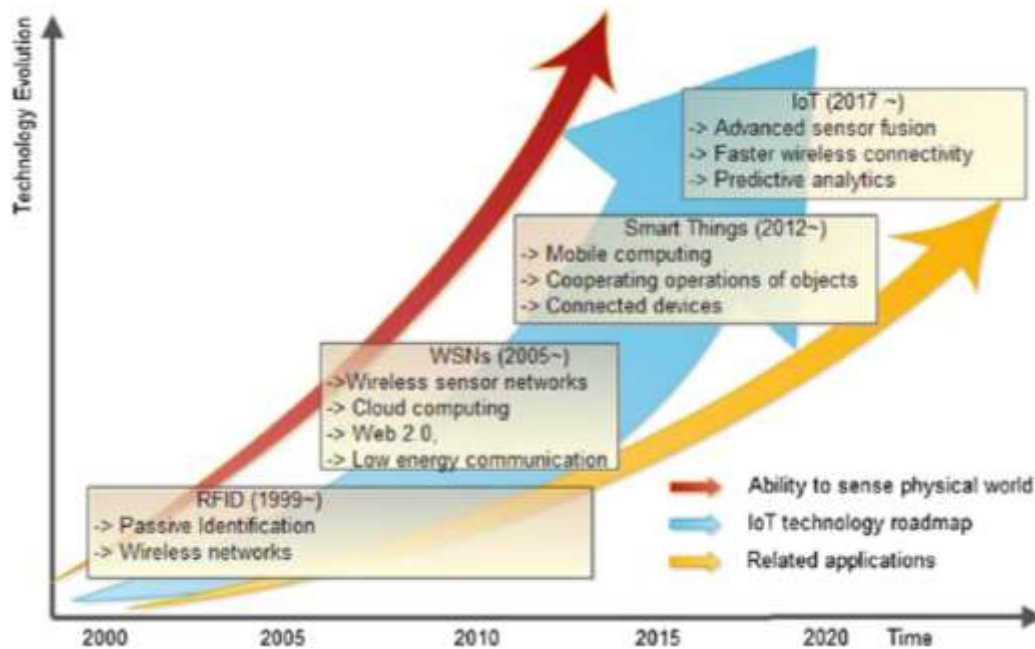 Technology Evolution
IoT (2017 ~)
-> Advanced sensor fusion
-> Faster wireless connectivity
-> Predictive analytics
Smart Things (2012~)
-> Mobile computing
-> Cooperating operations of objects
-> Connected devices
WSNs (2005~)
->Wireless sensor networks
-> Cloud computing
-> Web 2.0,
-> Low energy communication
RFID (1999~)
-> Passive Identification
-> Wireless networks
Ability to sense physical world
IoT technology roadmap
Related applications
2000 2005 2010 2015 2020 Time